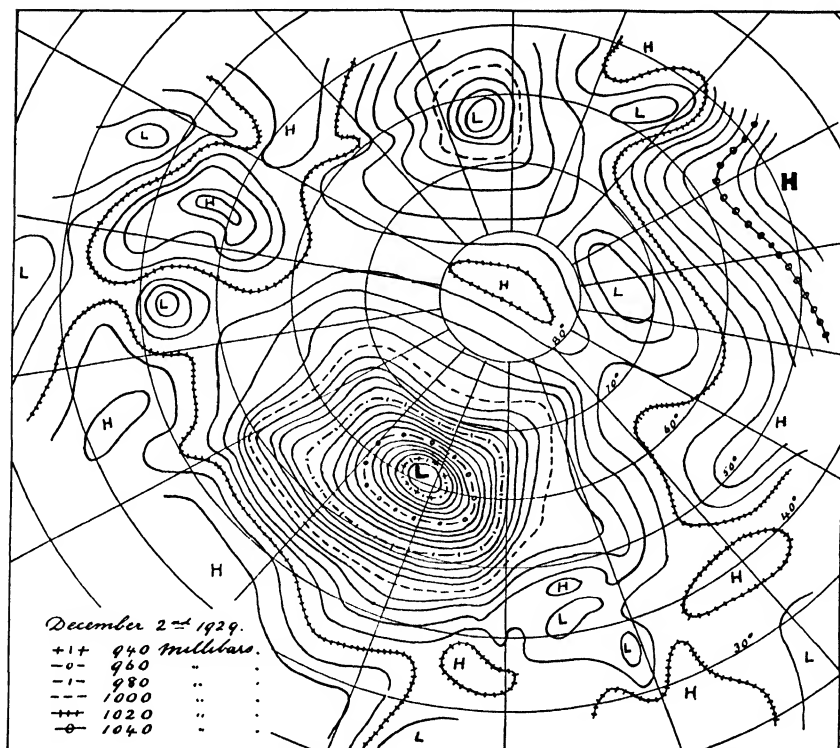 H
H
L
L
L
H
H
H
L
H
L
L
80°
70°
H
60°
H
50°
L
40°
H
H
H
L
L
30°
L
H
H
L
December 2nd 1929.
+ı+ 940 Millibars.
-o- 960 " .
-ı- 980 " .
--- 1000 " .
+++ 1020 " .
-o- 1040 " .